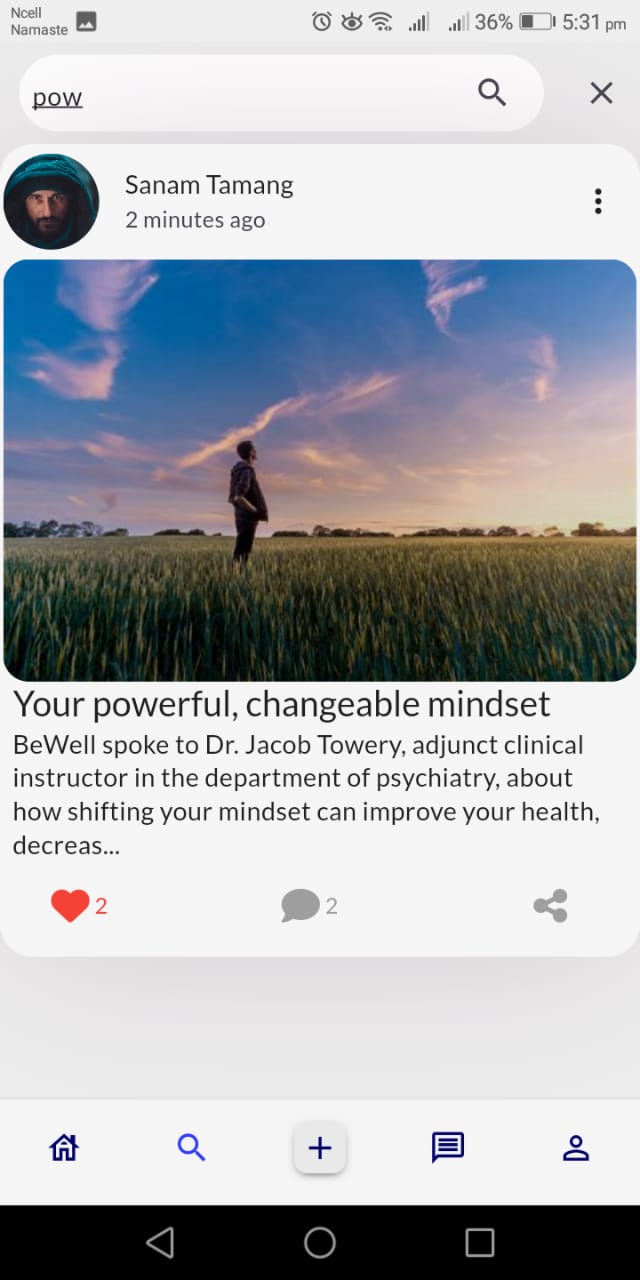 Ncell
Namaste
36% 5:31 pm
pow
Sanam Tamang
2 minutes ago
Your powerful, changeable mindset
BeWell spoke to Dr. Jacob Towery, adjunct clinical
instructor in the department of psychiatry, about
how shifting your mindset can improve your health,
decreas...
2 2